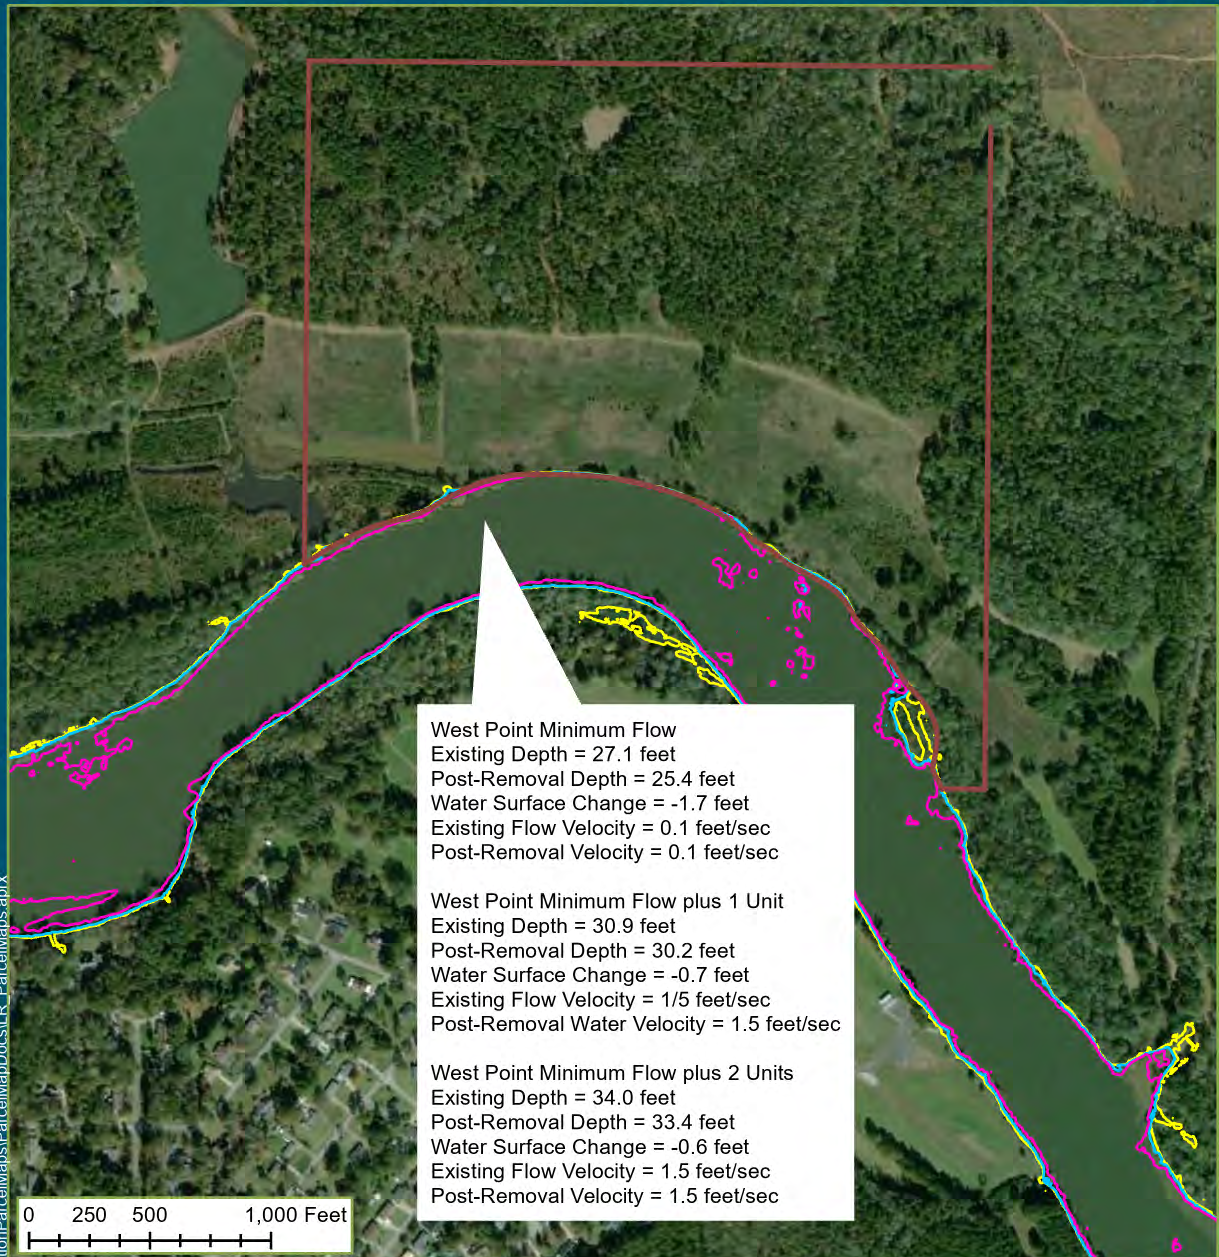 West Point Minimum Flow
Existing Depth = 27.1 feet
Post-Removal Depth = 25.4 feet
Water Surface Change = -1.7 feet
Existing Flow Velocity = 0.1 feet/sec
Post-Removal Velocity = 0.1 feet/sec
West Point Minimum Flow plus 1 Unit
Existing Depth = 30.9 feet
Post-Removal Depth = 30.2 feet
Water Surface Change = -0.7 feet
Existing Flow Velocity = 1/5 feet/sec
Post-Removal Water Velocity = 1.5 feet/sec
West Point Minimum Flow plus 2 Units
Existing Depth = 34.0 feet
Post-Removal Depth = 33.4 feet
Water Surface Change = -0.6 feet
Existing Flow Velocity = 1.5 feet/sec
Post-Removal Velocity = 1.5 feet/sec
0 250 500 1,000 Feet